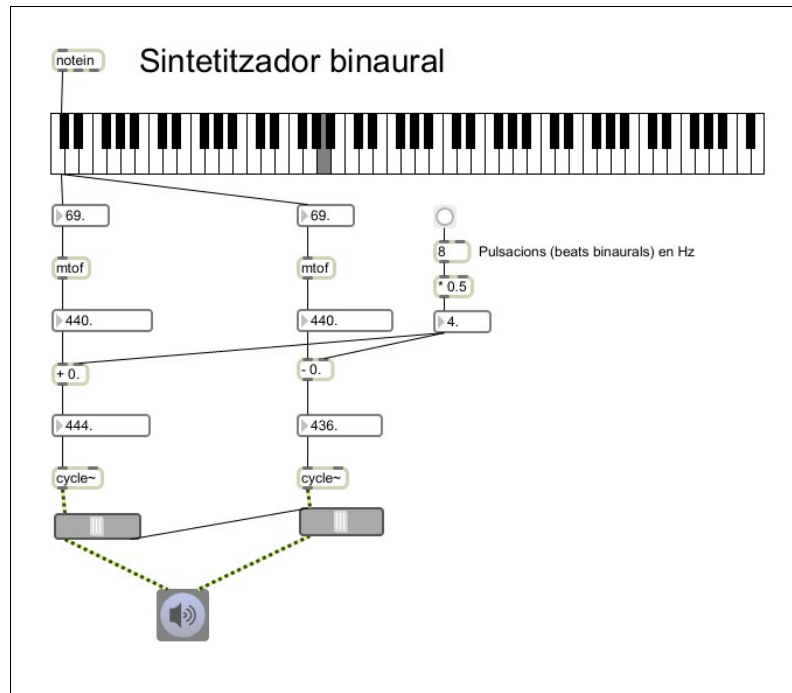 notein
Sintetitzador binaural
69.
69.
mtof
mtof
8
Pulsacions (beats binaurals) en Hz
* 0.5
440.
440.
4.
+ 0.
- 0.
444.
436.
cycle~
cycle~